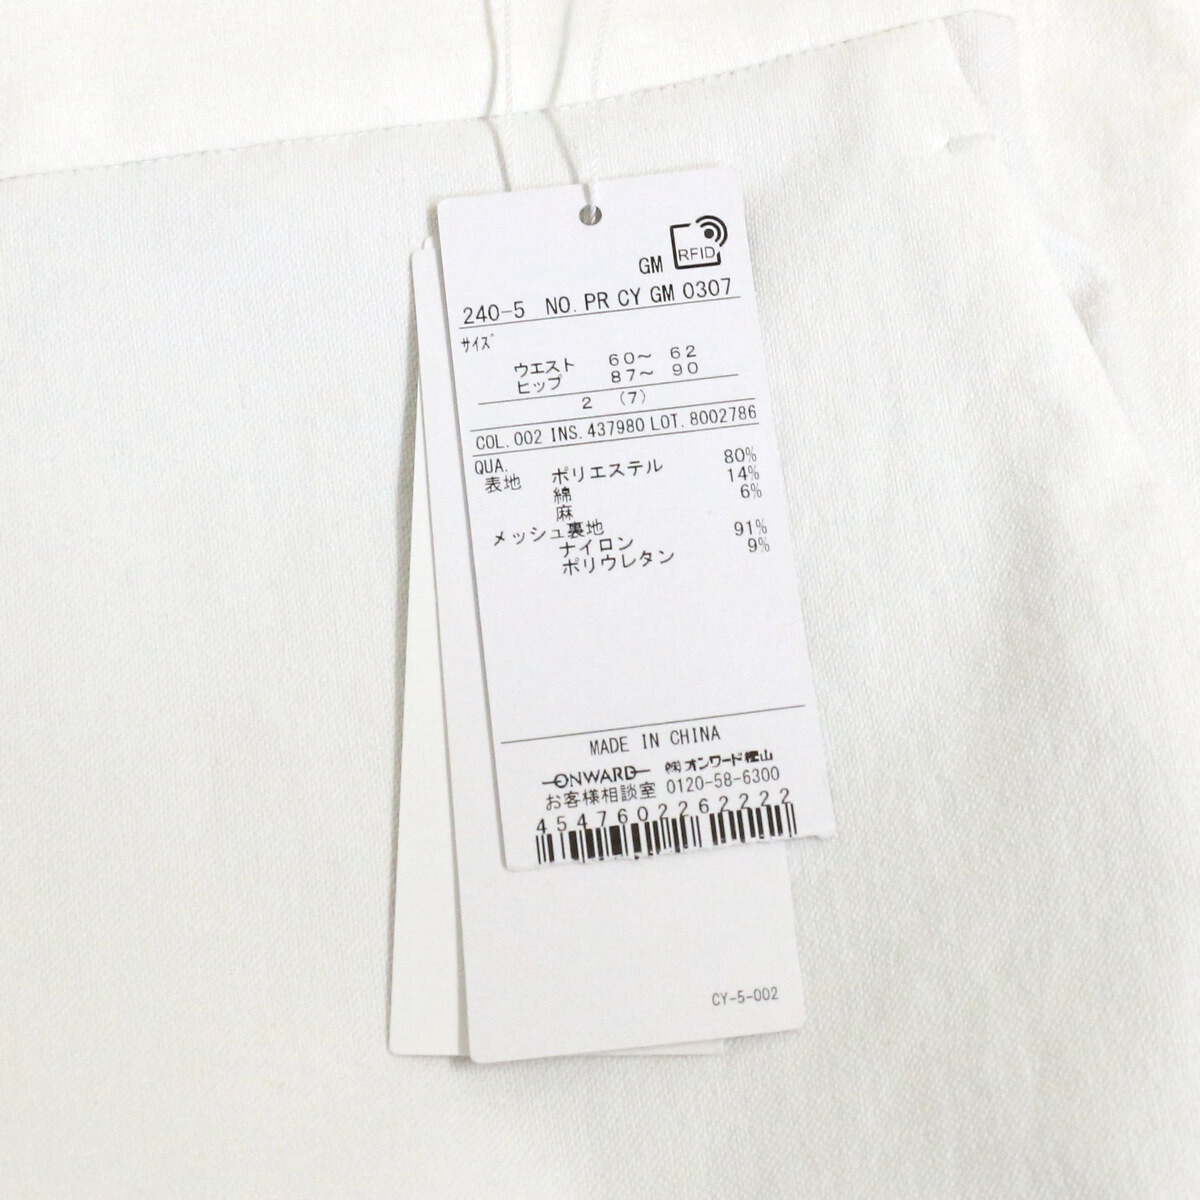 RFID
GM
240-5 NO. PR CY GM 0307
サイズ
ウエスト 60～ 62
ヒップ 87～ 90
2 (7)
COL. 002 INS. 437980 LOT. 8002786
QUA.
表地 ポリエステル 80%
綿 14%
麻 6%
メッシュ裏地
ナイロン 91%
ポリウレタン 9%
MADE IN CHINA
ONWARD ㈱オンワード樫山
お客様相談室 0120-58-6300
4547602262222
CY-5-002